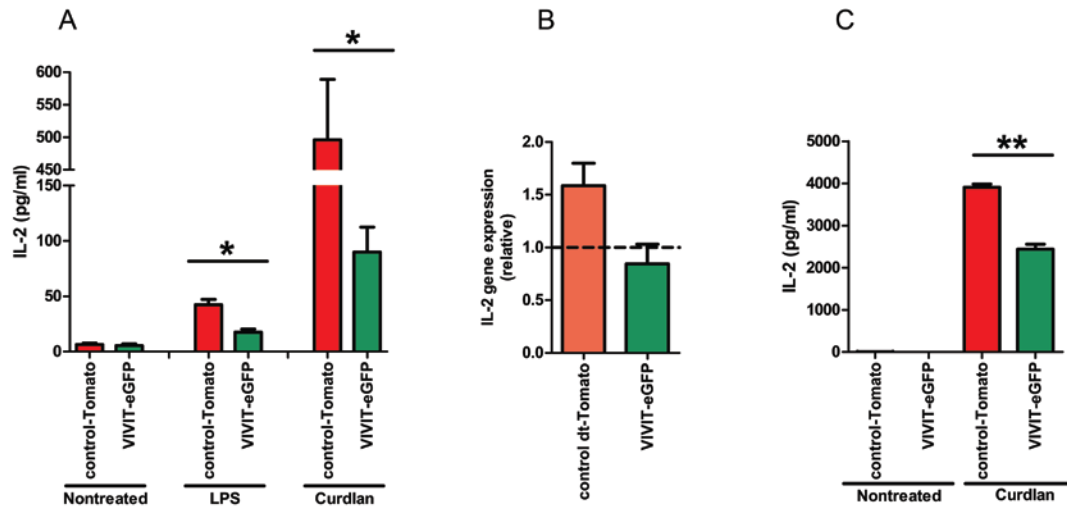 A
*
*
600
550
500
450
150
100
50
0
IL-2 (pg/ml)
control-Tomato
VIVIT-eGFP
control-Tomato
VIVIT-eGFP
control-Tomato
VIVIT-eGFP
Nontreated
LPS
Curdlan
B
2.0
1.5
1.0
0.5
0.0
IL-2 gene expression
(relative)
control dt-Tomato
VIVIT-eGFP
C
**
5000
4000
3000
2000
1000
0
IL-2 (pg/ml)
control-Tomato
VIVIT-eGFP
control-Tomato
VIVIT-eGFP
Nontreated
Curdlan